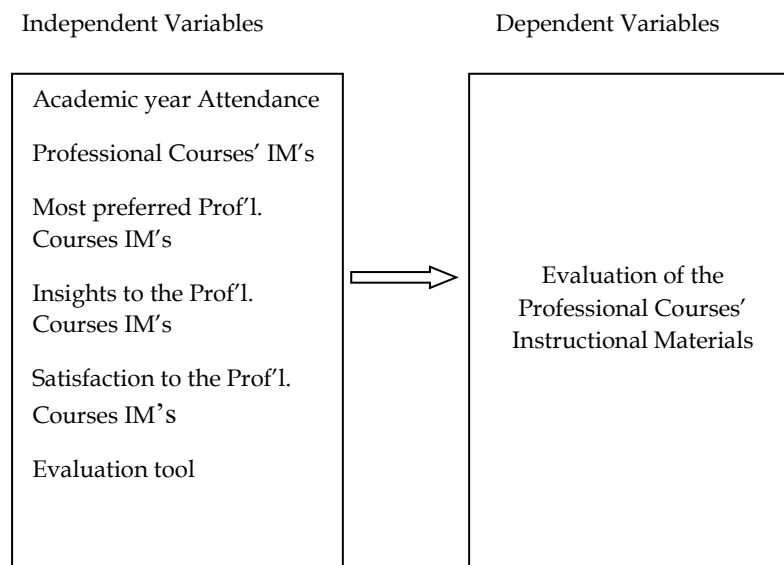 Independent Variables
Dependent Variables
Academic year Attendance
Professional Courses’ IM’s
Most preferred Prof’l.
Courses IM’s
Insights to the Prof’l.
Courses IM’s
Satisfaction to the Prof’l.
Courses IM’s
Evaluation tool
Evaluation of the
Professional Courses’
Instructional Materials